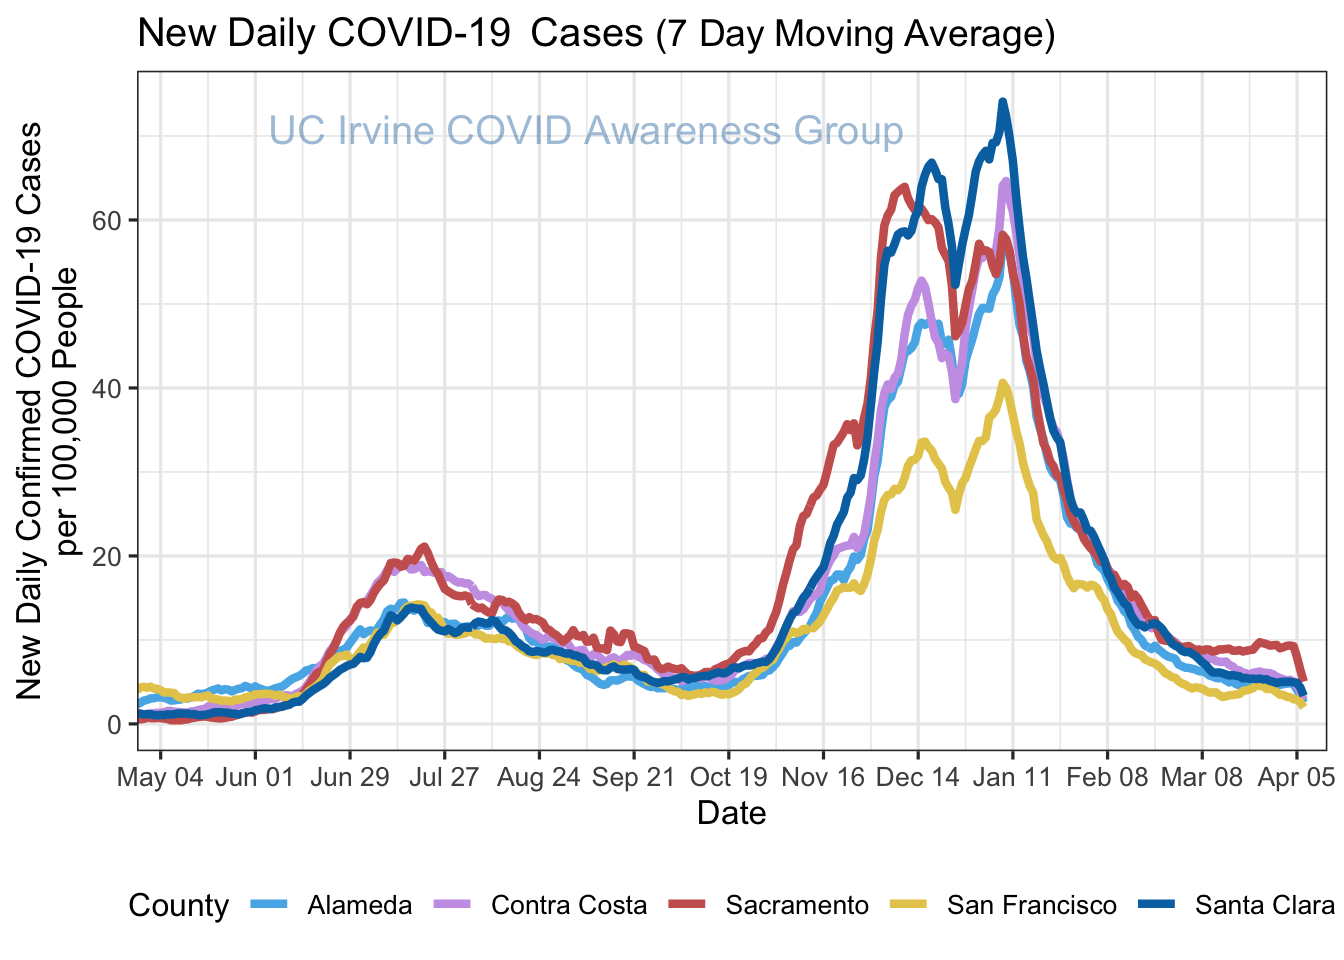 New Daily COVID-19  Cases (7 Day Moving Average)
UC Irvine COVID Awareness Group
New Daily Confirmed COVID-19 Cases
per 100,000 People
60
40
20
0
May 04 Jun 01 Jun 29 Jul 27 Aug 24 Sep 21 Oct 19 Nov 16 Dec 14 Jan 11 Feb 08 Mar 08 Apr 05
Date
County Alameda Contra Costa Sacramento San Francisco Santa Clara